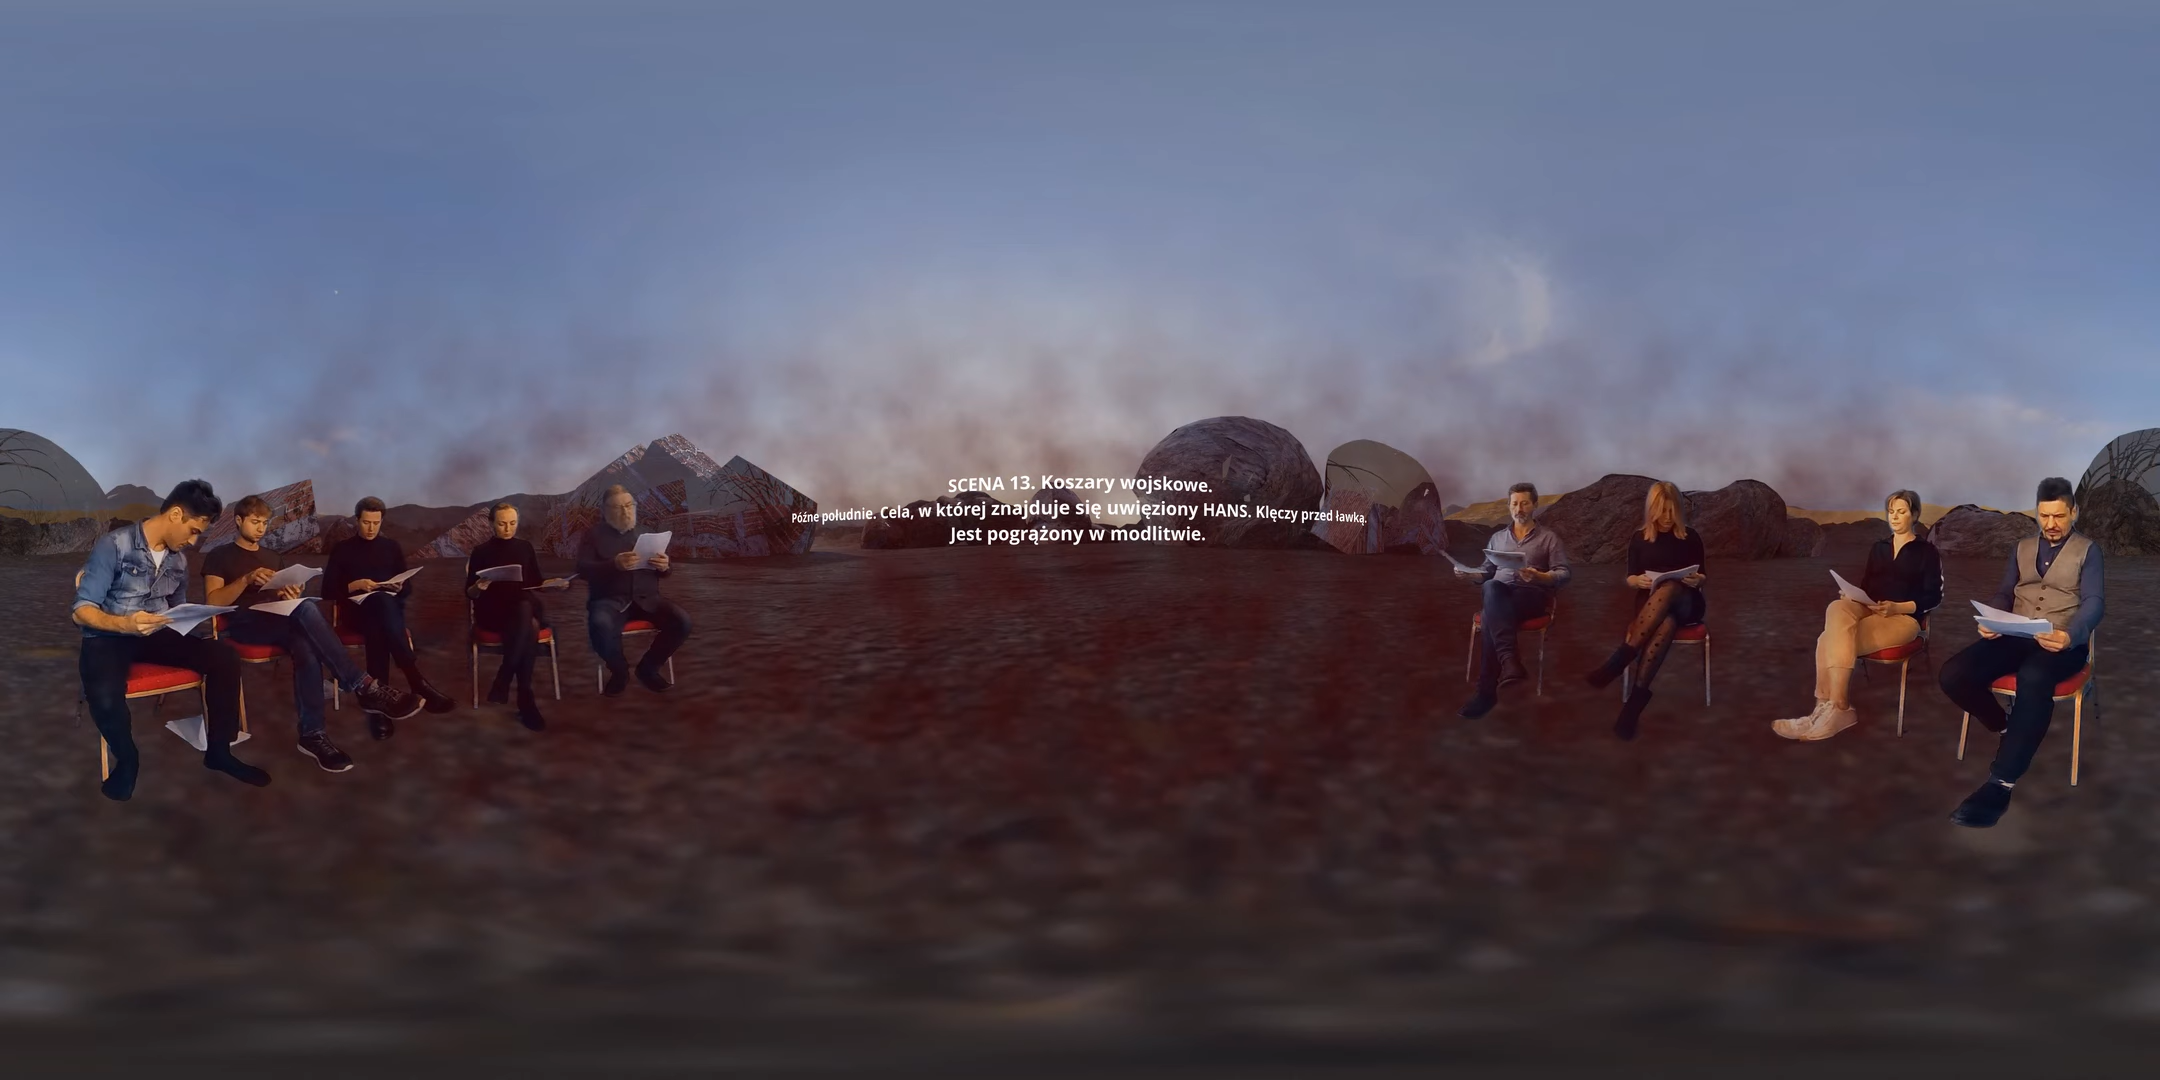 SCENA 13. Koszary wojskowe.
Późne południe. Cela, w której znajduje się uwięziony HANS. Klęczy przed ławką.
Jest pogrążony w modlitwie.